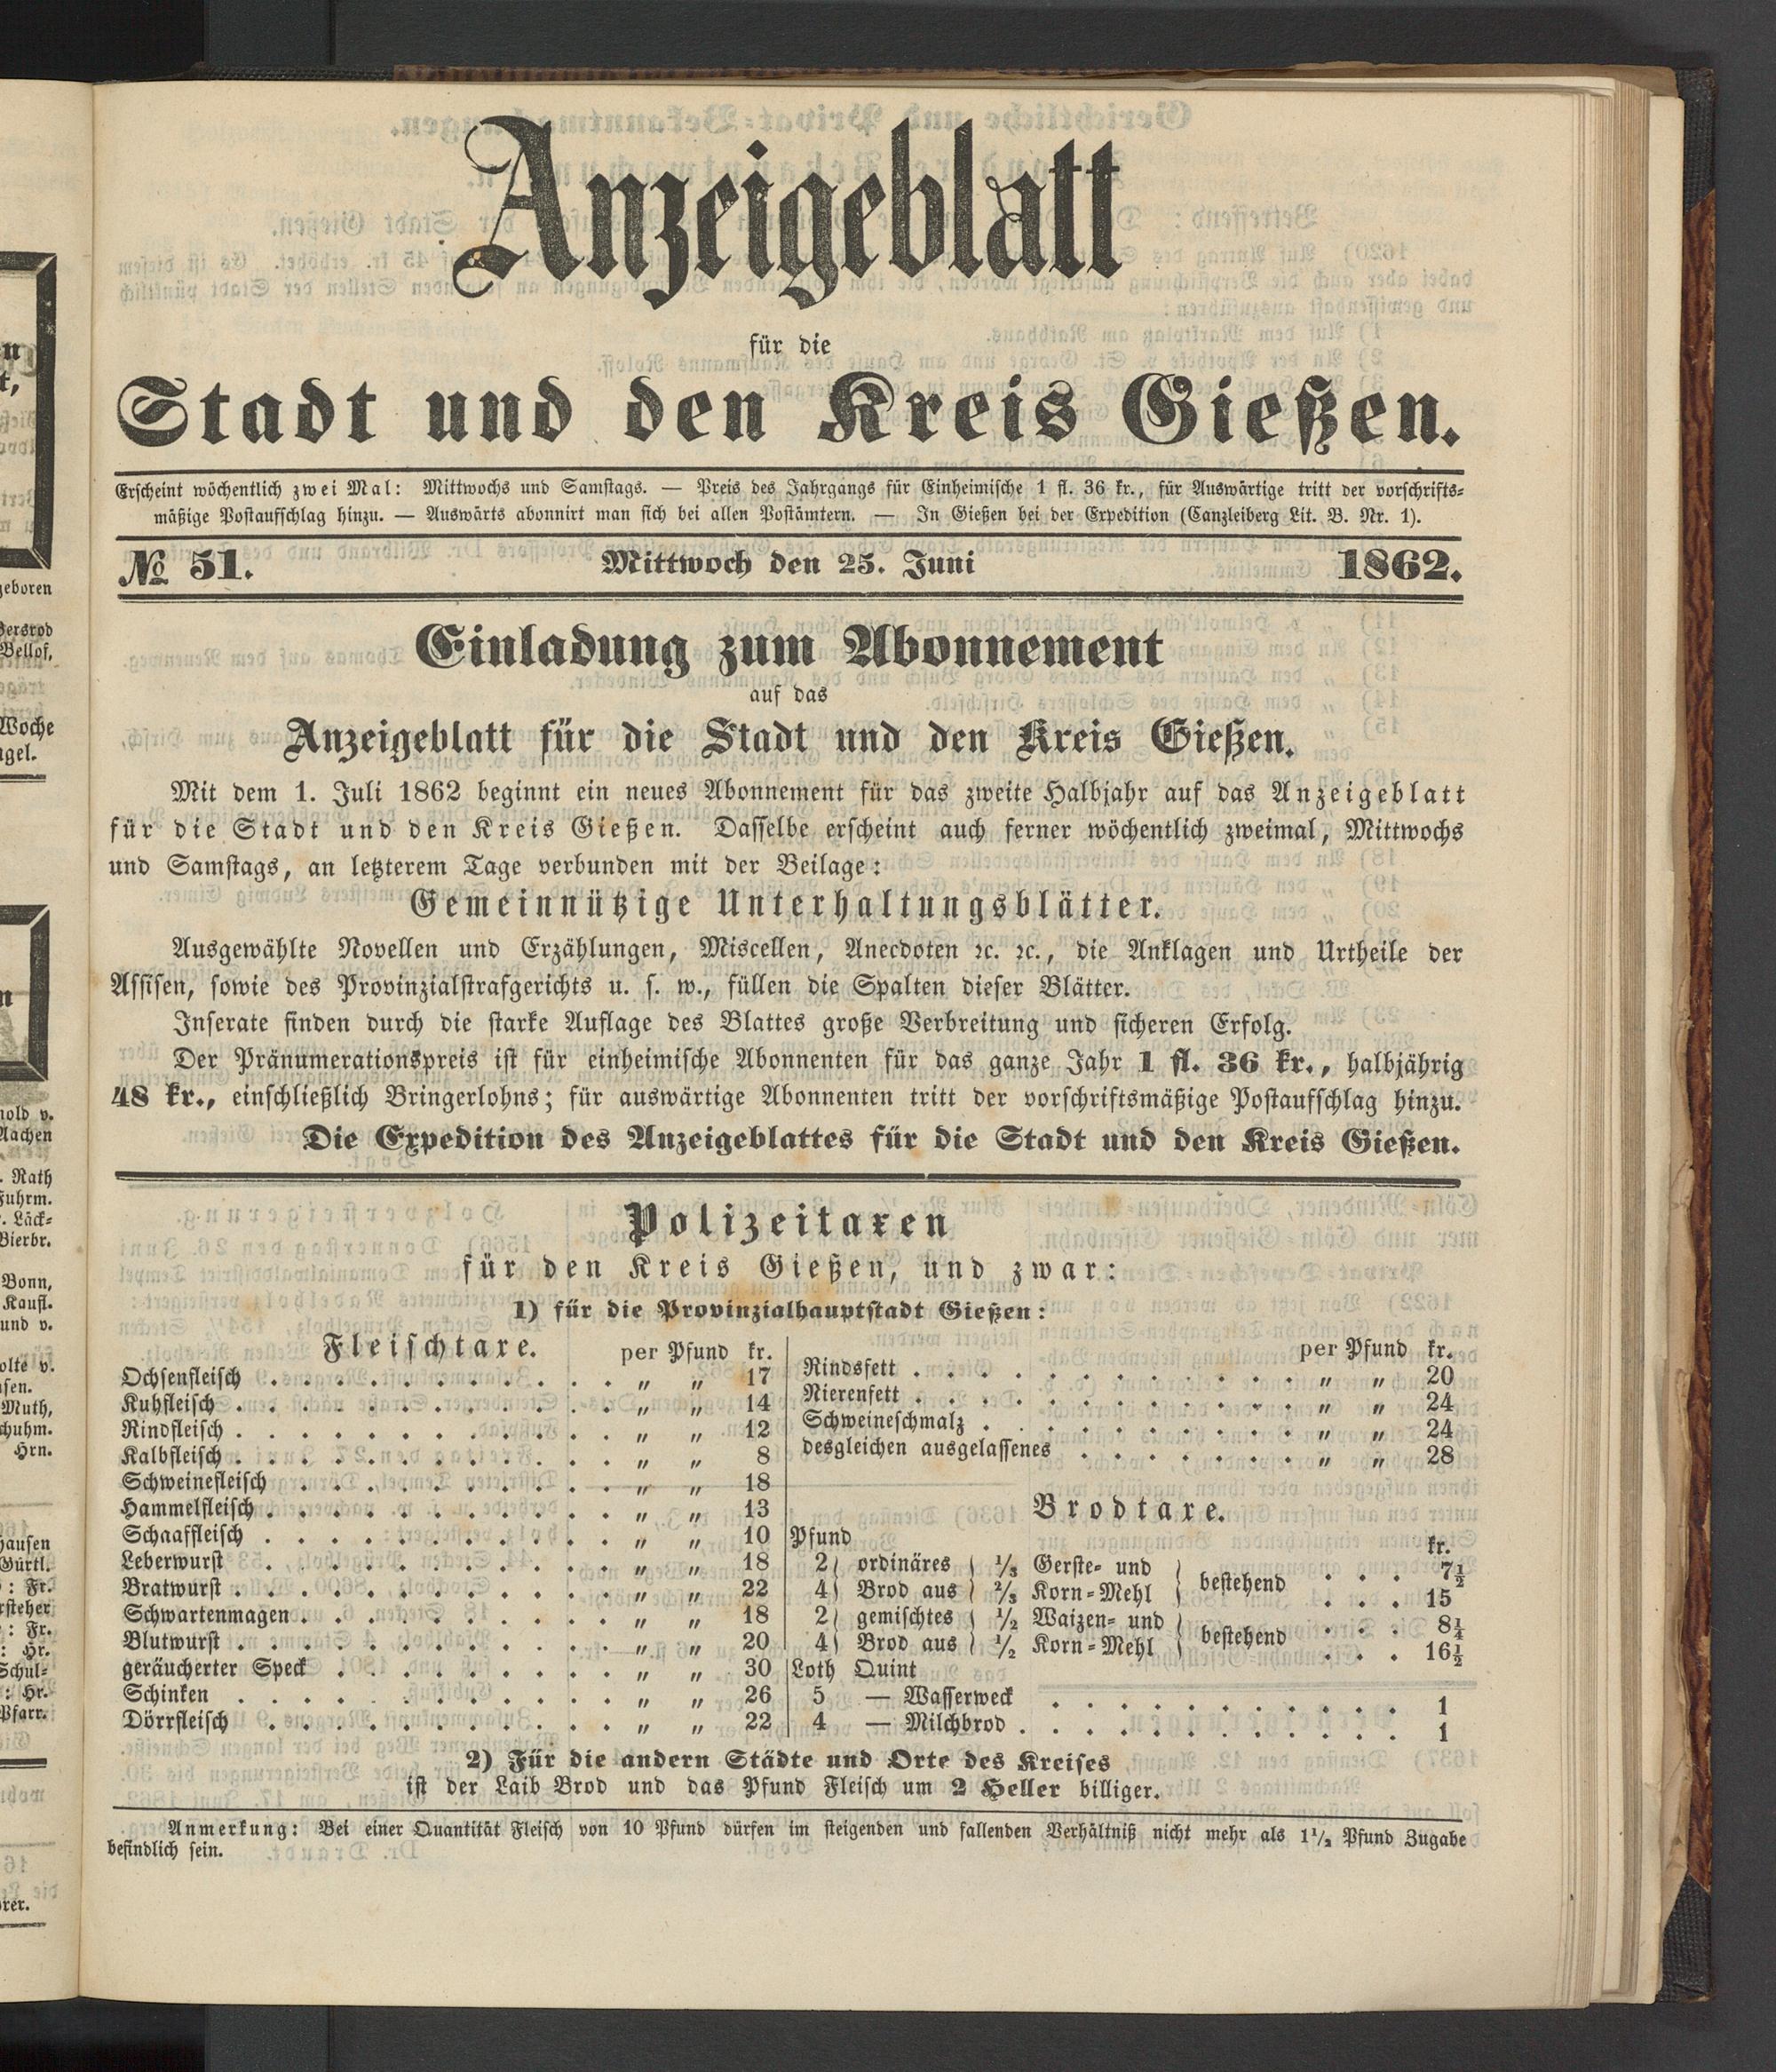 Anzeigeblatt
für die
Stadt und den Kreis Gießen.
Erscheint wöchentlich zwei Mal: Mittwochs und Samstags. — Preis des Jahrgangs für Einheimische 1 fl. 36 kr., für Auswärtige tritt der vorschrifts-
mäßige Postaufschlag hinzu. — Auswärts abonnirt man sich bei allen Postämtern. — In Gießen bei der Expedition (Canzleiberg Lit. B. Nr. 1).
№ 51. Mittwoch den 25. Juni 1862.
Einladung zum Abonnement
auf das
Anzeigeblatt für die Stadt und den Kreis Gießen.
Mit dem 1. Juli 1862 beginnt ein neues Abonnement für das zweite Halbjahr auf das Anzeigeblatt
für die Stadt und den Kreis Gießen. Dasselbe erscheint auch ferner wöchentlich zweimal, Mittwochs
und Samstags, an letzterem Tage verbunden mit der Beilage:
Gemeinnützige Unterhaltungsblätter.
Ausgewählte Novellen und Erzählungen, Miscellen, Anecdoten ꝛc. ꝛc., die Anklagen und Urtheile der
Assisen, sowie des Provinzialstrafgerichts u. s. w., füllen die Spalten dieser Blätter.
Inserate finden durch die starke Auflage des Blattes große Verbreitung und sicheren Erfolg.
Der Pränumerationspreis ist für einheimische Abonnenten für das ganze Jahr 1 fl. 36 kr., halbjährig
48 kr., einschließlich Bringerlohns; für auswärtige Abonnenten tritt der vorschriftsmäßige Postaufschlag hinzu.
Die Expedition des Anzeigeblattes für die Stadt und den Kreis Gießen.
Polizeitaxen
für den Kreis Gießen, und zwar:
1) für die Provinzialhauptstadt Gießen:
Fleischtaxe. per Pfund kr.
Ochsenfleisch . . . . . . . . . . . . „ „ 17
Kuhfleisch . . . . . . . . . . . . „ „ 14
Rindfleisch . . . . . . . . . . . . „ „ 12
Kalbfleisch . . . . . . . . . . . . „ „ 8
Schweinefleisch . . . . . . . . . . „ „ 18
Hammelfleisch . . . . . . . . . . . „ „ 13
Schaaffleisch . . . . . . . . . . . „ „ 10
Leberwurst . . . . . . . . . . . . „ „ 18
Bratwurst . . . . . . . . . . . . „ „ 22
Schwartenmagen . . . . . . . . . . „ „ 18
Blutwurst . . . . . . . . . . . . „ „ 20
geräucherter Speck . . . . . . . . . „ „ 30
Schinken . . . . . . . . . . . . „ „ 26
Dörrfleisch . . . . . . . . . . . „ „ 22
per Pfund kr.
Rindsfett . . . . . . . . . . . . „ „ 20
Nierenfett . . . . . . . . . . . . „ „ 24
Schweineschmalz . . . . . . . . . . „ „ 24
desgleichen ausgelassenes . . . . . . . „ „ 28
Brodtaxe.
Pfund kr.
2) ordinäres ( 1/3 Gerste- und ) bestehend . . . 7½
4) Brod aus ) 2/3 Korn-Mehl ) . . . 15
2) gemischtes ( 1/2 Waizen- und ) bestehend . . . 8¼
4) Brod aus ) 1/2 Korn-Mehl ) . . . 16½
Loth Quint
5 — Wasserweck . . . . . . . . . . . 1
4 — Milchbrod . . . . . . . . . . . . 1
2) Für die andern Städte und Orte des Kreises
ist der Laib Brod und das Pfund Fleisch um 2 Heller billiger.
Anmerkung: Bei einer Quantität Fleisch von 10 Pfund dürfen im steigenden und fallenden Verhältniß nicht mehr als 1½ Pfund Zugabe
befindlich sein.